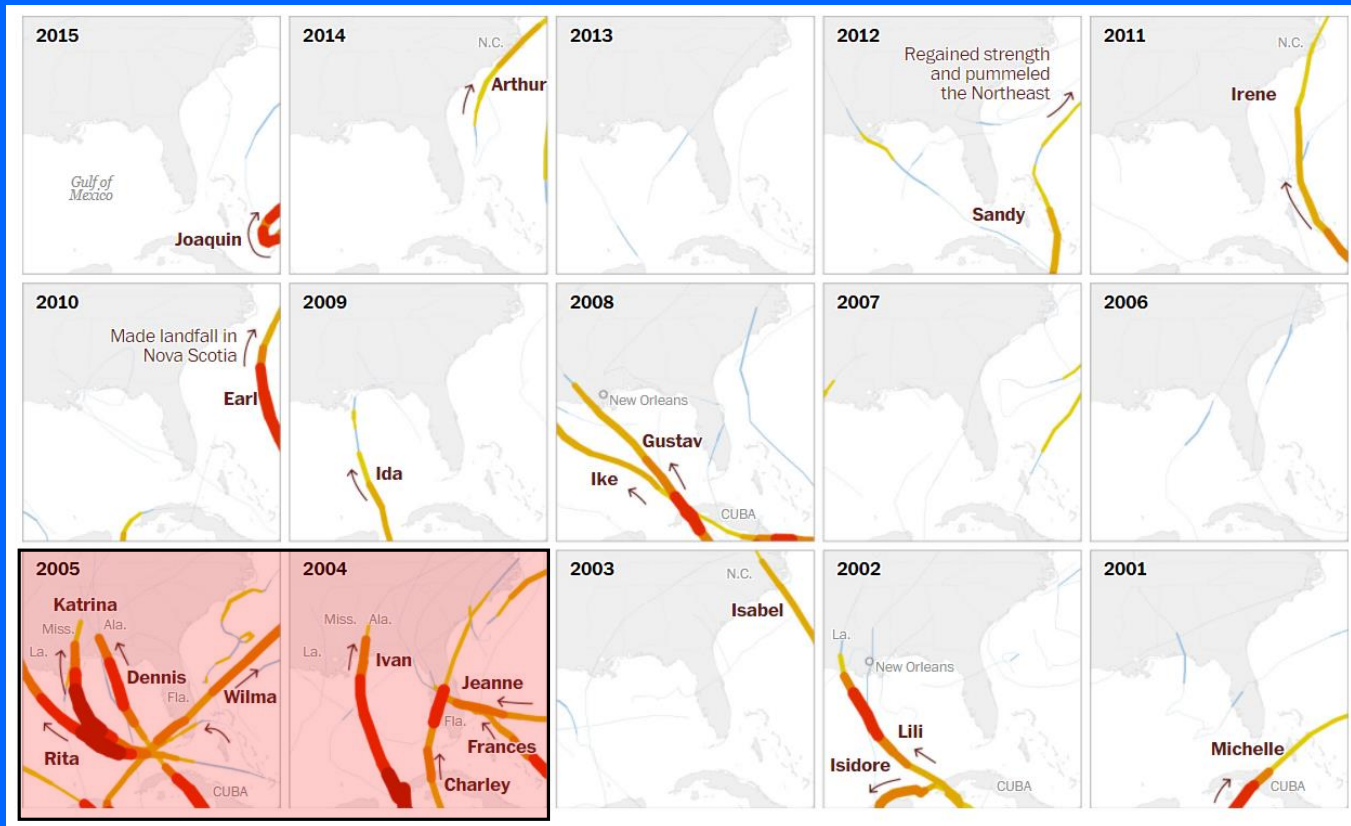 2015
Gulf of
Mexico
Joaquin
2014
N.C.
Arthur
2013
2012
Regained strength
and pummeled
the Northeast
Sandy
2011
N.C.
Irene
2010
Made landfall in
Nova Scotia
Earl
2009
Ida
2008
New Orleans
Gustav
Ike
CUBA
2007
2006
2005
Katrina
Miss.
Ala.
La.
Dennis
Fla.
Wilma
Rita
CUBA
2004
Miss.
Ala.
La.
Ivan
Jeanne
Fla.
Frances
Charley
2003
N.C.
Isabel
2002
La.
New Orleans
Lili
Isidore
CUBA
2001
Michelle
CUBA